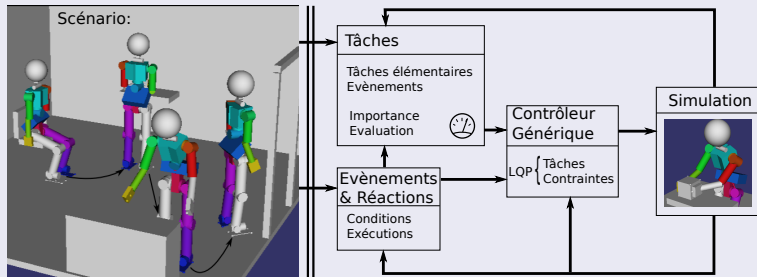 Scénario:
Tâches
Tâches élémentaires
Evènements
Importance
Evaluation
Evènements
& Réactions
Conditions
Exécutions
Contrôleur
Générique
LQP { Tâches
Contraintes
Simulation